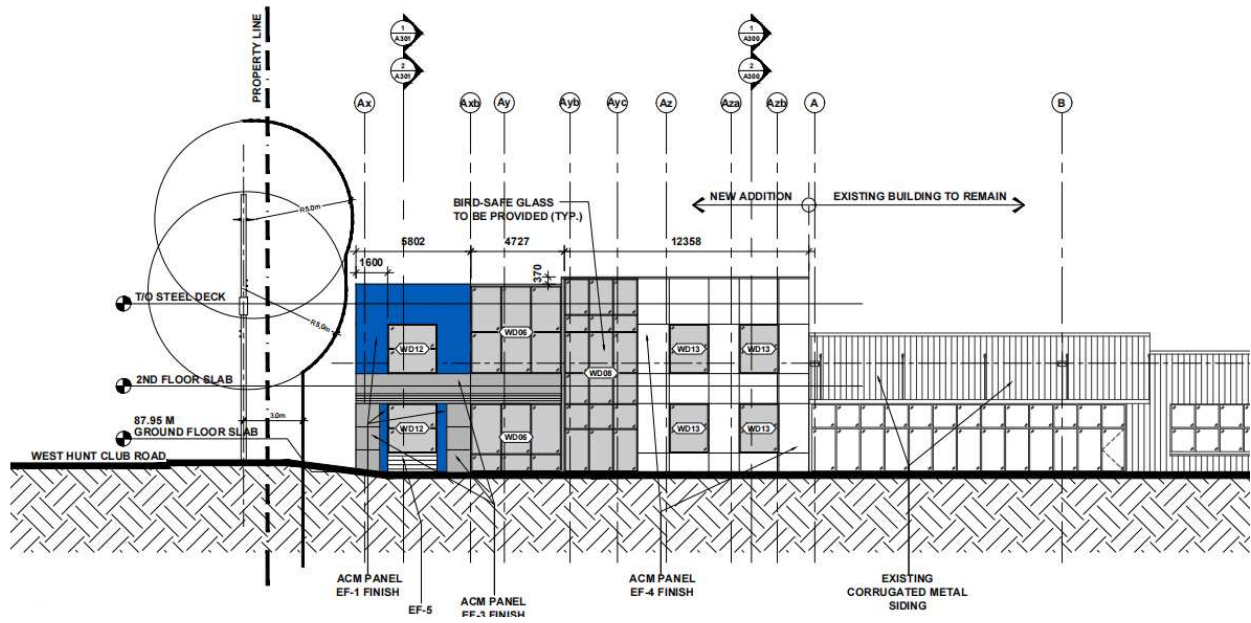 PROPERTY LINE
1
A301
2
A301
1
A300
2
A300
Ax
Axb
Ay
Ayb
Ayc
Az
Aza
Azb
A
B
R5.0m
BIRD-SAFE GLASS
TO BE PROVIDED (TYP.)
NEW ADDITION
EXISTING BUILDING TO REMAIN
5802
4727
12358
1600
370
T/O STEEL DECK
R5.0m
WD06
WD12
WD13
WD13
WD08
2ND FLOOR SLAB
87.95 M
GROUND FLOOR SLAB
3.0m
WD12
WD06
WD13
WD13
WEST HUNT CLUB ROAD
ACM PANEL
EF-1 FINISH
EF-5
ACM PANEL
EF-3 FINISH
ACM PANEL
EF-4 FINISH
EXISTING
CORRUGATED METAL
SIDING